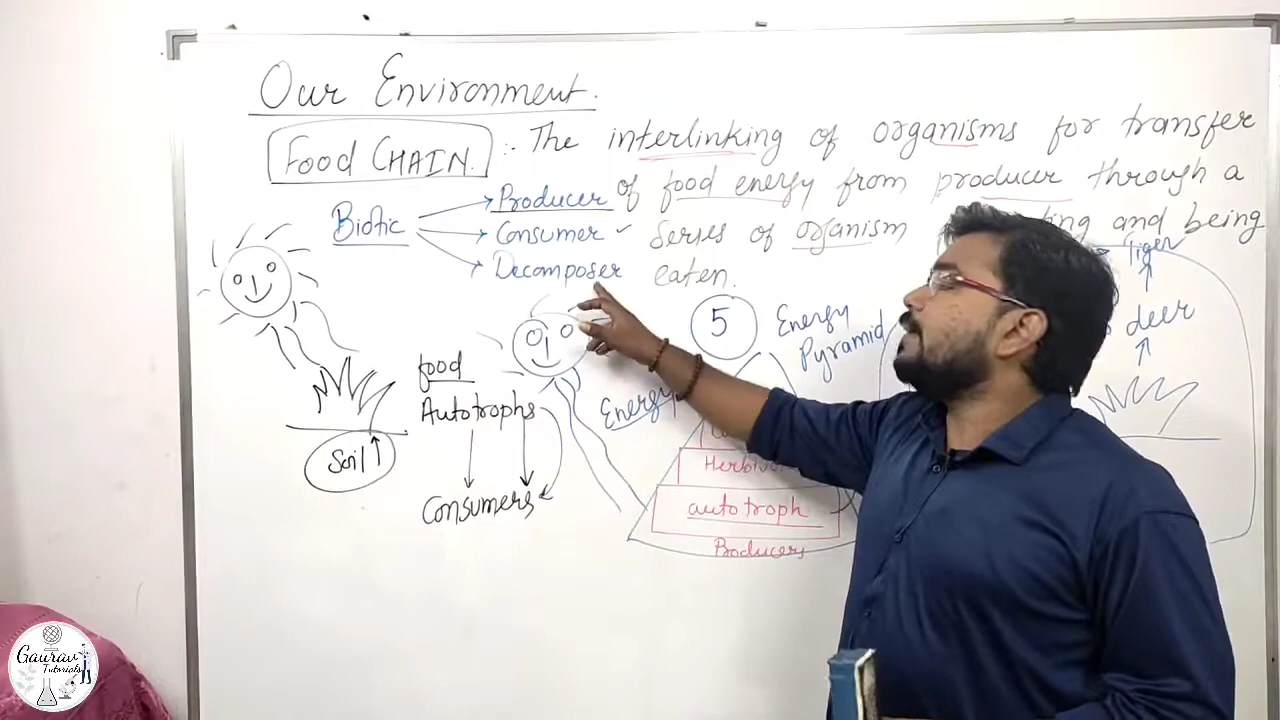 Our Environment.
Food CHAIN. :- The interlinking of organisms for transfer
of food energy from producer through a
series of organism and being
eaten.
Biotic
Producer
Consumer
Decomposer
Soil
food
Autotrophs
Consumers
5
Energy
Pyramid
Energy
autotroph
Producers
Tiger
deer
Gaurav
Tutorials